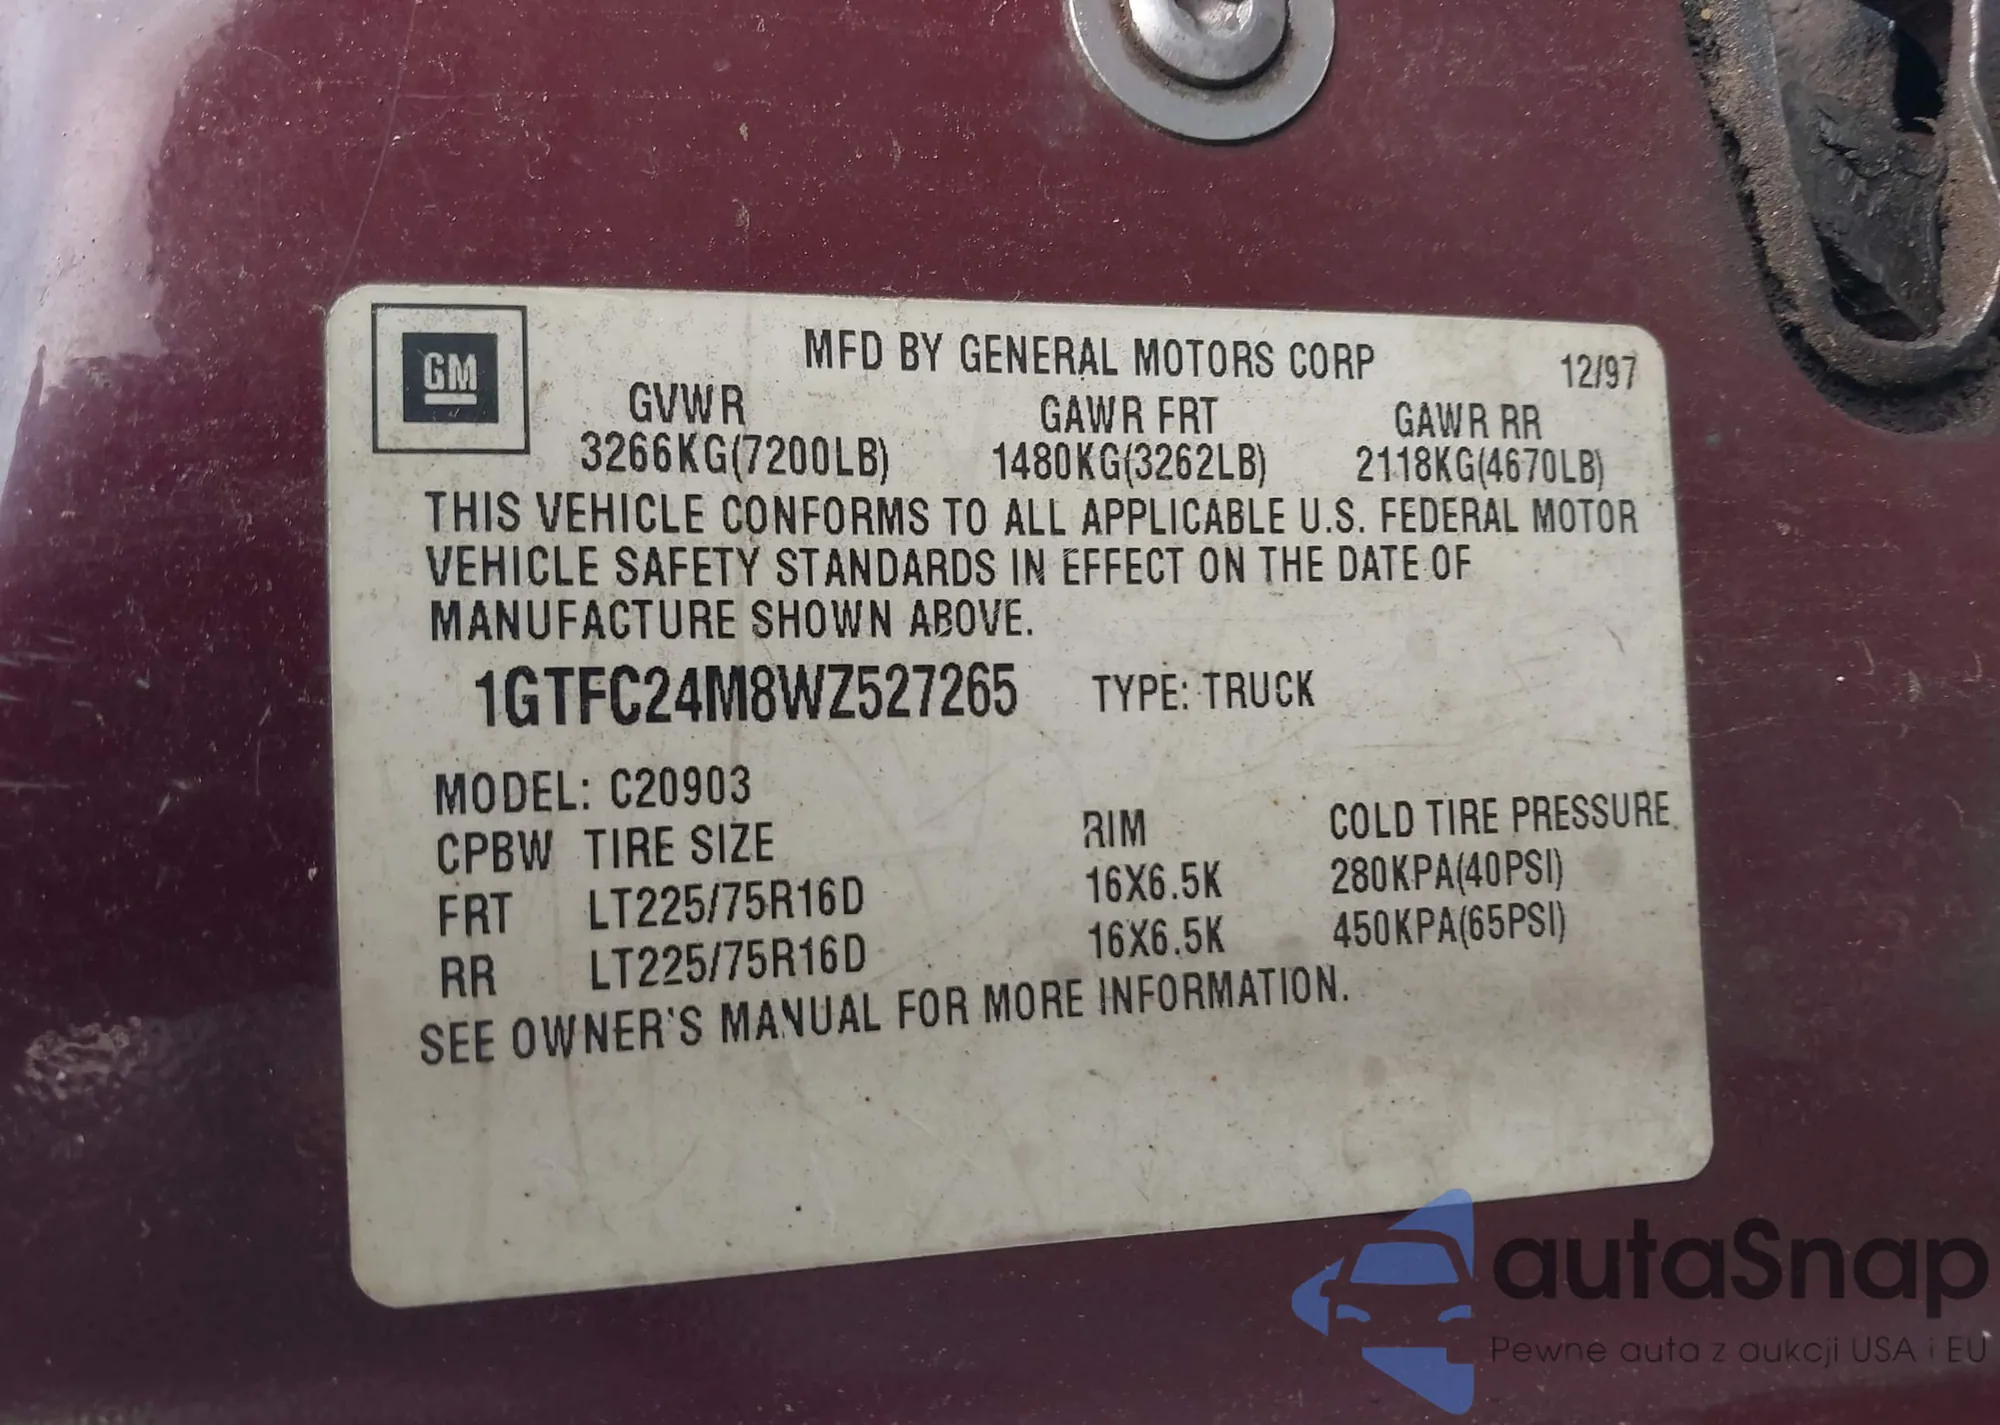 GM
MFD BY GENERAL MOTORS CORP 12/97
GVWR GAWR FRT GAWR RR
3266KG(7200LB) 1480KG(3262LB) 2118KG(4670LB)
THIS VEHICLE CONFORMS TO ALL APPLICABLE U.S. FEDERAL MOTOR
VEHICLE SAFETY STANDARDS IN EFFECT ON THE DATE OF
MANUFACTURE SHOWN ABOVE.
1GTFC24M8WZ527265 TYPE: TRUCK
MODEL: C20903
CPBW TIRE SIZE RIM COLD TIRE PRESSURE
FRT LT225/75R16D 16X6.5K 280KPA(40PSI)
RR LT225/75R16D 16X6.5K 450KPA(65PSI)
SEE OWNER'S MANUAL FOR MORE INFORMATION.
autaSnap
Pewne auta z aukcji USA i EU